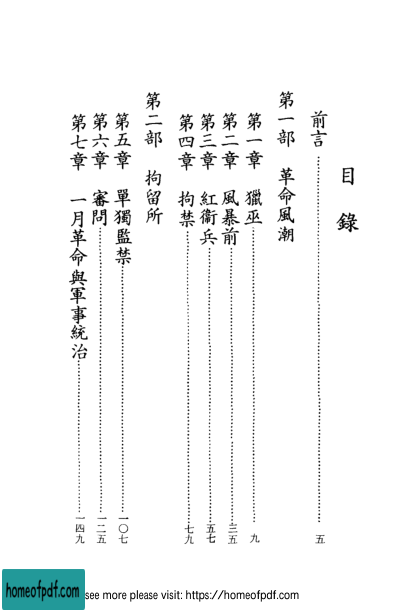 目錄
前言……五
第一部 革命風潮
第一章 獵巫……九
第二章 風暴前……三五
第三章 紅衞兵……五七
第四章 拘禁……七九
第二部 拘留所
第五章 單獨監禁……一〇七
第六章 審問……一二五
第七章 一月革命與軍事統治……一四九
homeofpdf.com
see more please visit: https://homeofpdf.com